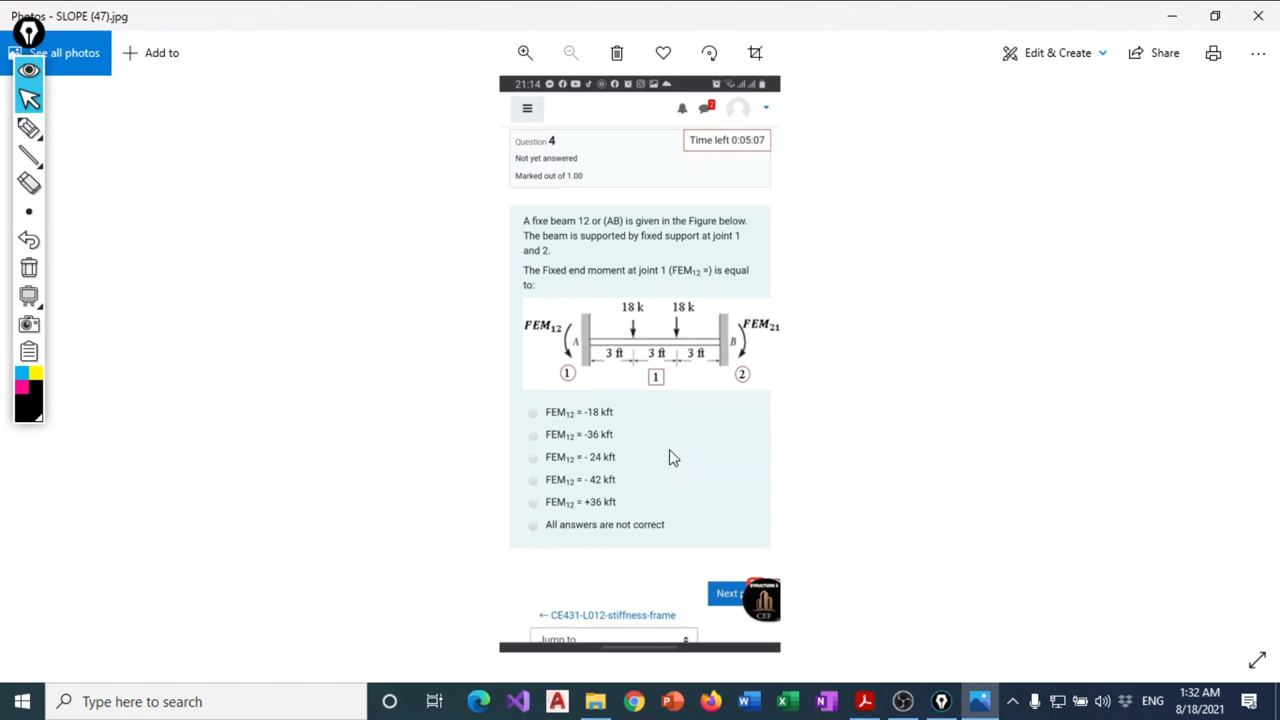 Photos - SLOPE (47).jpg
See all photos
Add to
Edit & Create
Share
21:14
2
Question 4
Time left 0:05:07
Not yet answered
Marked out of 1.00
A fixe beam 12 or (AB) is given in the Figure below.
The beam is supported by fixed support at joint 1
and 2.
The Fixed end moment at joint 1 (FEM₁₂ =) is equal
to:
18 k 18 k
FEM₁₂ A B FEM₂₁
3 ft 3 ft 3 ft
1 1 2
FEM₁₂ = -18 kft
FEM₁₂ = -36 kft
FEM₁₂ = - 24 kft
FEM₁₂ = - 42 kft
FEM₁₂ = +36 kft
All answers are not correct
Next
STRUCTURE 2
CEF
← CE431-L012-stiffness-frame
Jump to
Type here to search
ENG
1:32 AM
8/18/2021